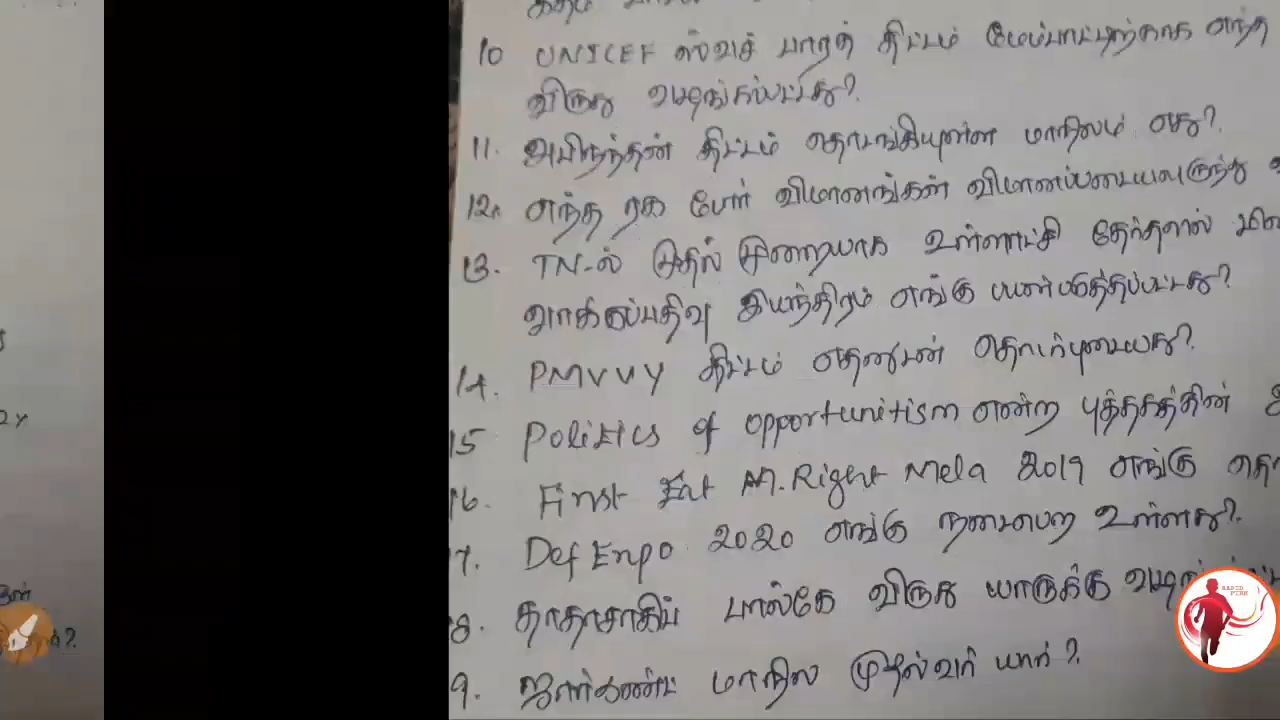 10 UNICEF ஸ்வச் பாரத் திட்டம் மேம்பாட்டிற்காக எந்த
விருது வழங்கப்பட்டது?
11. அபிநந்தன் திட்டம் தொடங்கியுள்ள மாநிலம் எது?
12. எந்த ரக போர் விமானங்கள் விமானப்படையிலிருந்து
13. TN-ல் முதல் முறையாக உள்ளாட்சி தேர்தலில்
வாக்குப்பதிவு இயந்திரம் எங்கு பயன்படுத்தப்பட்டது?
14. PMVVY திட்டம் எதனுடன் தொடர்புடையது?
15 Politics of opportunitism என்ற புத்தகத்தின்
16. First Eat Right Mela 2019 எங்கு
7. Def Expo 2020 எங்கு நடைபெற உள்ளது?
8. தாதாசாகிப் பால்கே விருது யாருக்கு
9. ஜார்கண்ட் மாநில முதல்வர் யார்?
RAPID
FIRE